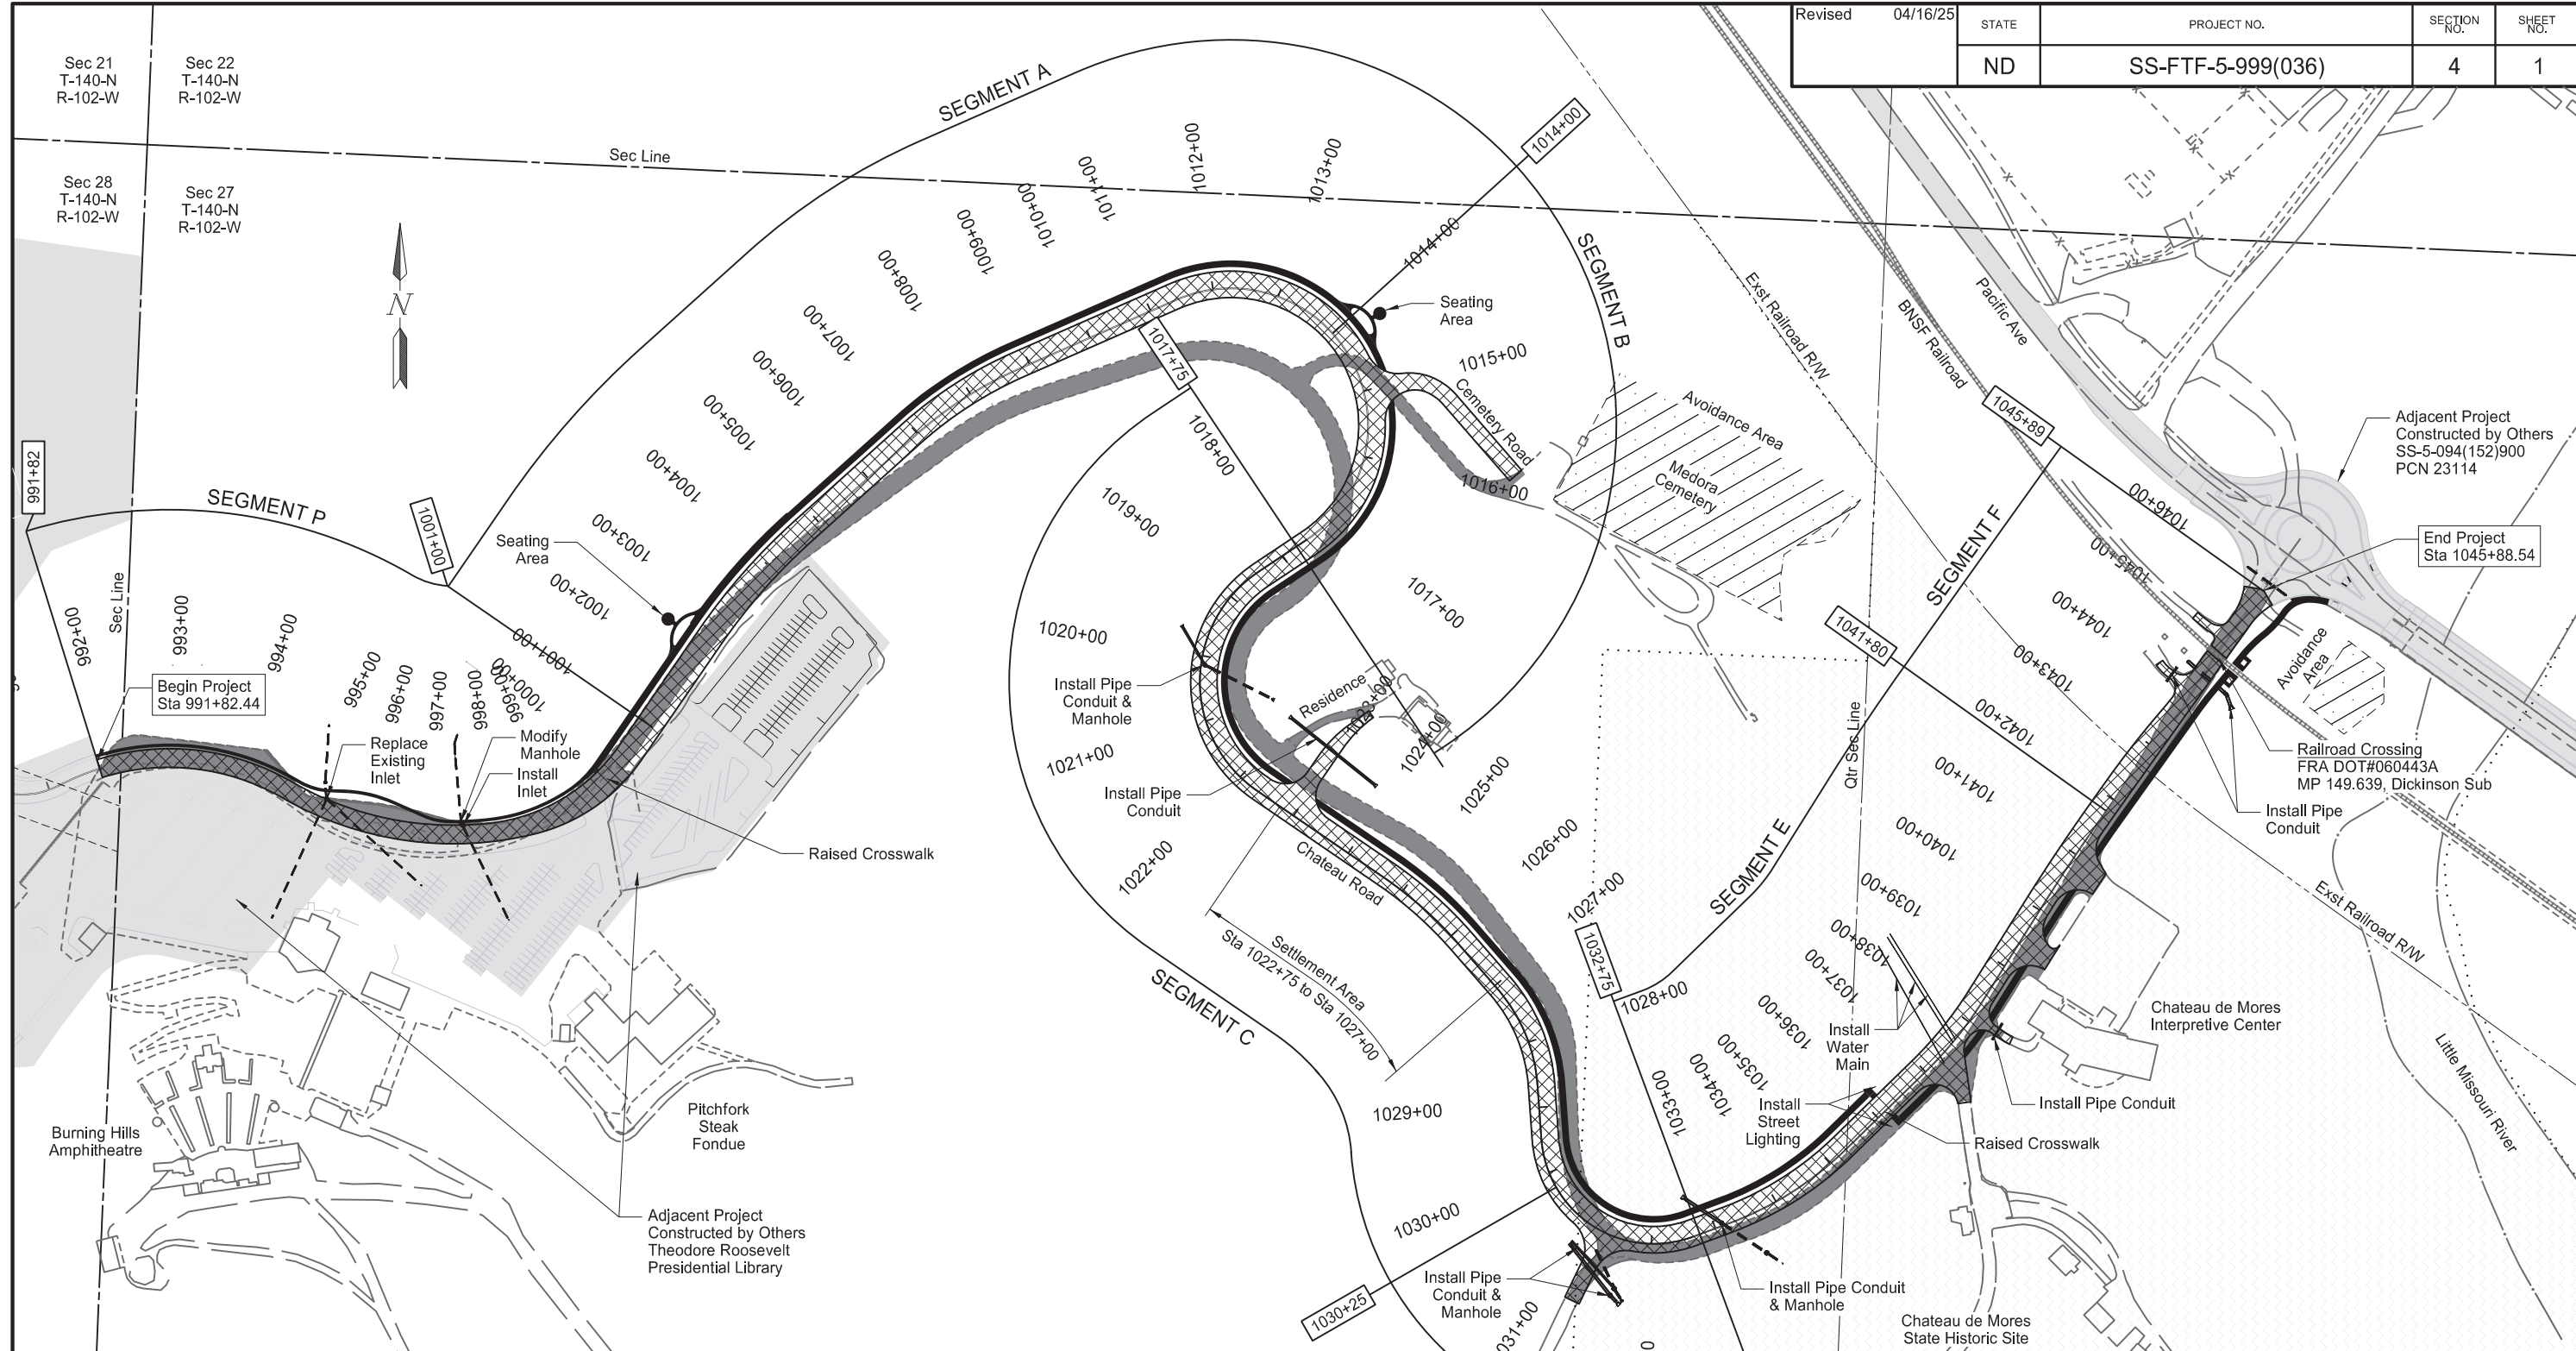 Revised 04/16/25
STATE
PROJECT NO.
SECTION
NO.
SHEET
NO.
ND
SS-FTF-5-999(036)
4
1
Sec 21
T-140-N
R-102-W
Sec 22
T-140-N
R-102-W
Sec 28
T-140-N
R-102-W
Sec 27
T-140-N
R-102-W
Sec Line
N
SEGMENT A
SEGMENT B
SEGMENT P
SEGMENT C
SEGMENT E
SEGMENT F
991+82
1001+00
1014+00
1017+75
1030+25
1032+75
1041+80
1045+89
992+00
993+00
994+00
995+00
996+00
997+00
998+00
999+00
1000+00
1001+00
1002+00
1003+00
1004+00
1005+00
1006+00
1007+00
1008+00
1009+00
1010+00
1011+00
1012+00
1013+00
1014+00
1015+00
1016+00
1017+00
1018+00
1019+00
1020+00
1021+00
1022+00
1023+00
1024+00
1025+00
1026+00
1027+00
1028+00
1029+00
1030+00
1031+00
1033+00
1034+00
1035+00
1036+00
1037+00
1038+00
1039+00
1040+00
1041+00
1042+00
1043+00
1044+00
1045+00
1046+00
Sec Line
Begin Project
Sta 991+82.44
Replace
Existing
Inlet
Modify
Manhole
Install
Inlet
Seating
Area
Raised Crosswalk
Burning Hills
Amphitheatre
Pitchfork
Steak
Fondue
Adjacent Project
Constructed by Others
Theodore Roosevelt
Presidential Library
Seating
Area
Cemetery Road
Avoidance Area
Medora
Cemetery
Exst Railroad R/W
BNSF Railroad
Pacific Ave
Adjacent Project
Constructed by Others
SS-5-094(152)900
PCN 23114
End Project
Sta 1045+88.54
Avoidance
Area
Railroad Crossing
FRA DOT#060443A
MP 149.639, Dickinson Sub
Install Pipe
Conduit
Exst Railroad R/W
Little Missouri River
Residence
Install Pipe
Conduit &
Manhole
Install Pipe
Conduit
Chateau Road
Settlement Area
Sta 1022+75 to Sta 1027+00
Qtr Sec Line
Install
Water
Main
Install
Street
Lighting
Chateau de Mores
Interpretive Center
Install Pipe Conduit
Raised Crosswalk
Install Pipe
Conduit &
Manhole
Install Pipe Conduit
& Manhole
Chateau de Mores
State Historic Site